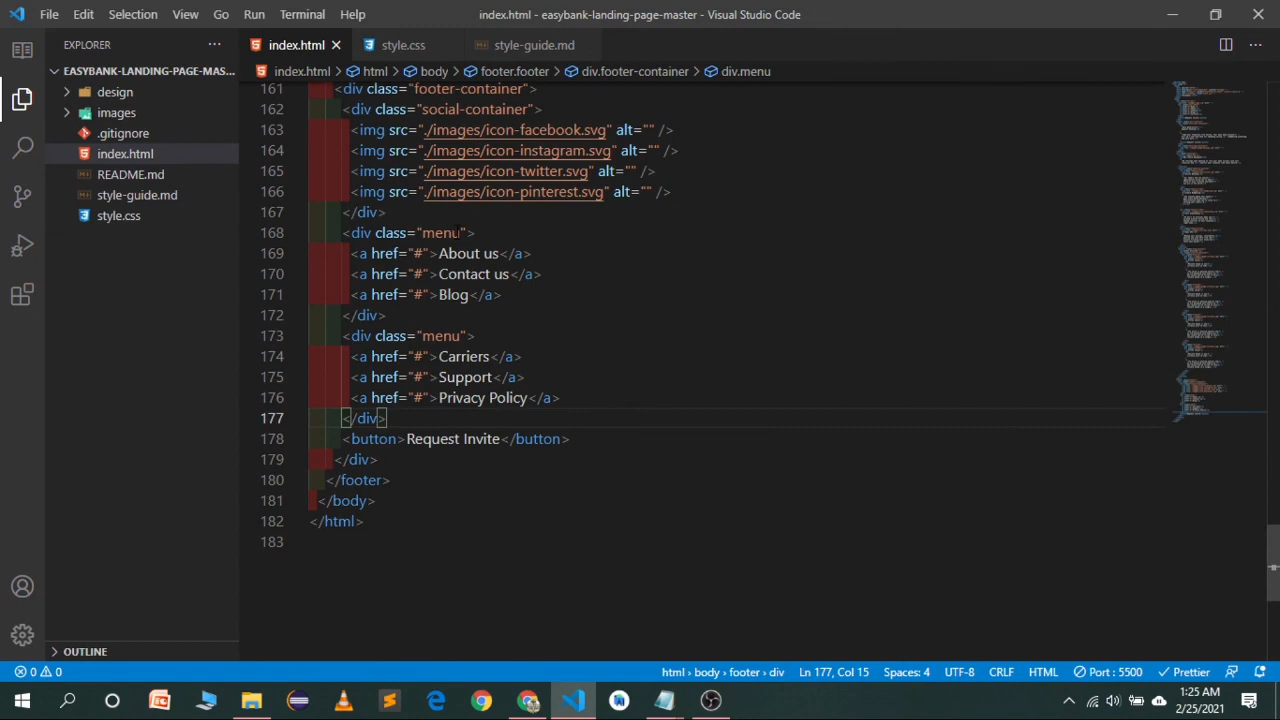 File Edit Selection View Go Run Terminal Help
index.html - easybank-landing-page-master - Visual Studio Code
EXPLORER
index.html
style.css
style-guide.md
EASYBANK-LANDING-PAGE-MAS...
design
images
.gitignore
index.html
README.md
style-guide.md
style.css
OUTLINE
index.html > html > body > footer.footer > div.footer-container > div.menu
161 <div class="footer-container">
162 <div class="social-container">
163 <img src="./images/icon-facebook.svg" alt="" />
164 <img src="./images/icon-instagram.svg" alt="" />
165 <img src="./images/icon-twitter.svg" alt="" />
166 <img src="./images/icon-pinterest.svg" alt="" />
167 </div>
168 <div class="menu">
169 <a href="#">About us</a>
170 <a href="#">Contact us</a>
171 <a href="#">Blog</a>
172 </div>
173 <div class="menu">
174 <a href="#">Carriers</a>
175 <a href="#">Support</a>
176 <a href="#">Privacy Policy</a>
177 </div>
178 <button>Request Invite</button>
179 </div>
180 </footer>
181 </body>
182 </html>
183
0 0
html > body > footer > div
Ln 177, Col 15
Spaces: 4
UTF-8
CRLF
HTML
Port : 5500
Prettier
1:25 AM
2/25/2021